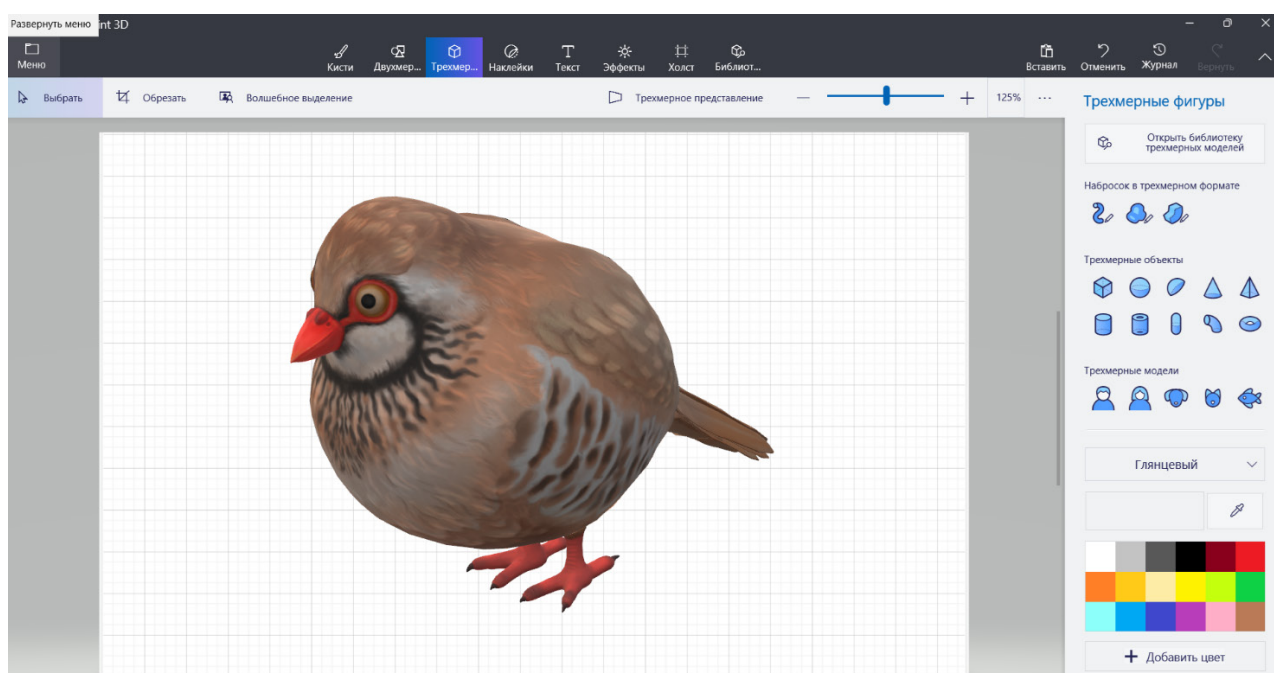 Развернуть меню int 3D
Меню
Кисти Двухмер... Трехмер... Наклейки Текст Эффекты Холст Библиот...
Вставить Отменить Журнал Вернуть
Выбрать Обрезать Волшебное выделение Трехмерное представление 125% ...
Трехмерные фигуры
Открыть библиотеку
трехмерных моделей
Набросок в трехмерном формате
Трехмерные объекты
Трехмерные модели
Глянцевый
Добавить цвет